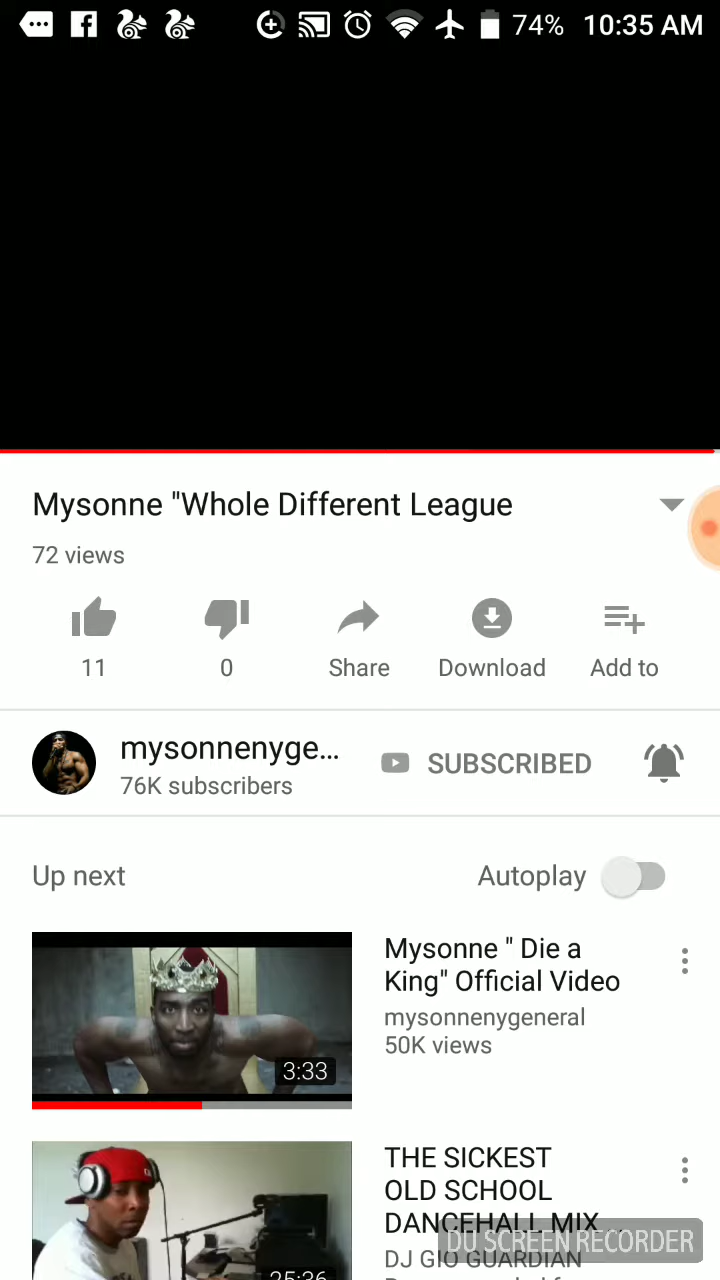 74% 10:35 AM
Mysonne "Whole Different League
72 views
11 0 Share Download Add to
mysonnenyge...
SUBSCRIBED
76K subscribers
Up next Autoplay
Mysonne " Die a
King" Official Video
mysonnenygeneral
50K views
3:33
THE SICKEST
OLD SCHOOL
DANCEHALL MIX...
DU SCREEN RECORDER
DJ GIO GUARDIAN
25:36